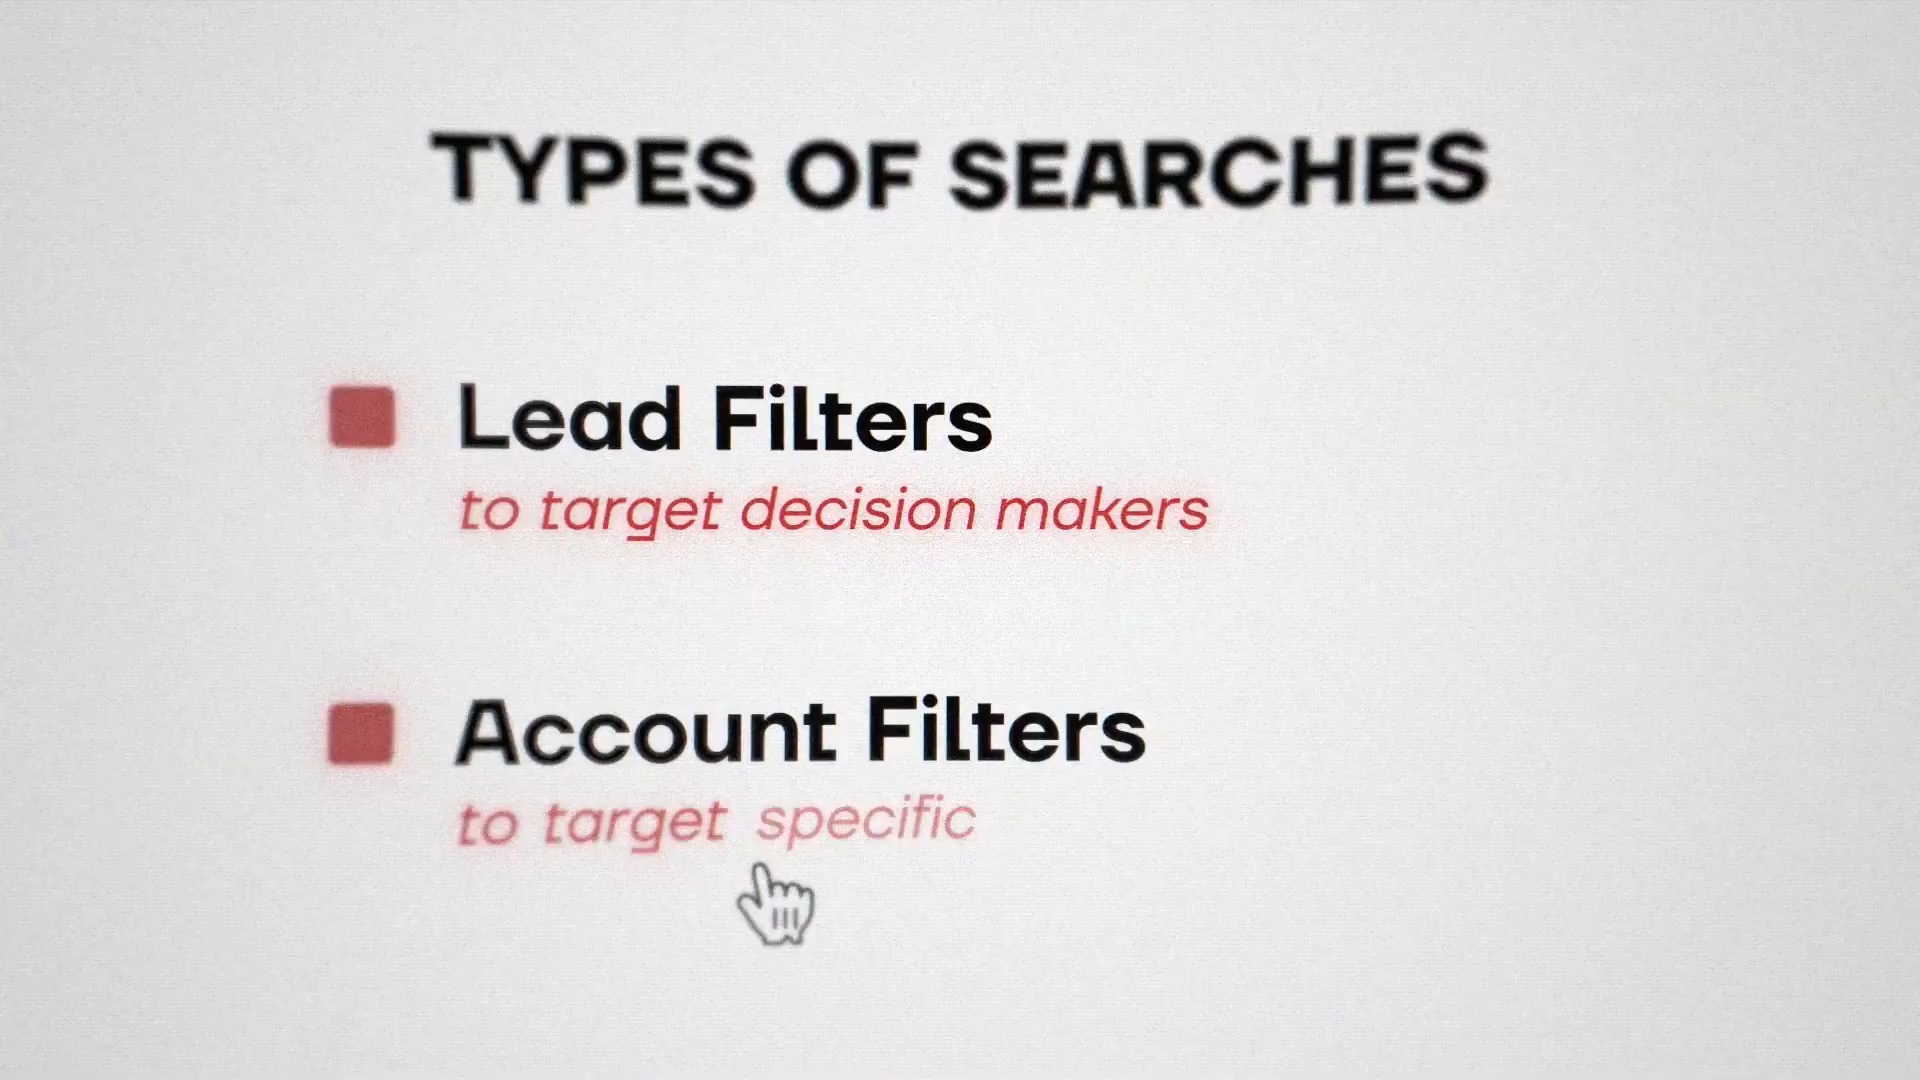 TYPES OF SEARCHES
Lead Filters
to target decision makers
Account Filters
to target specific